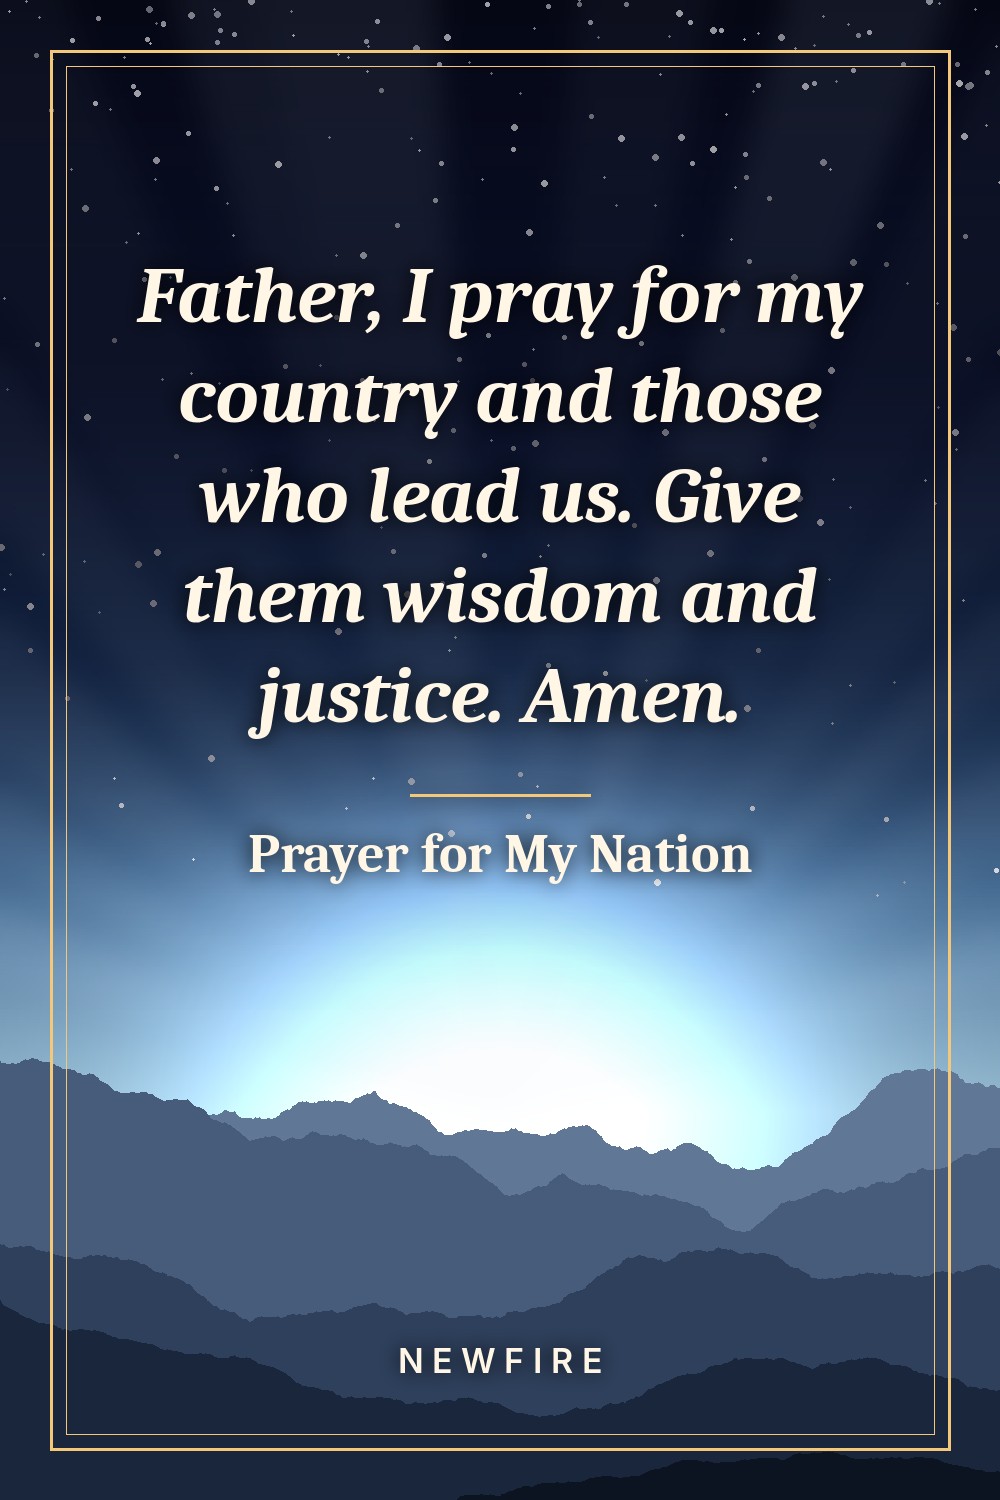 Father, I pray for my
country and those
who lead us. Give
them wisdom and
justice. Amen.
Prayer for My Nation
NEWFIRE